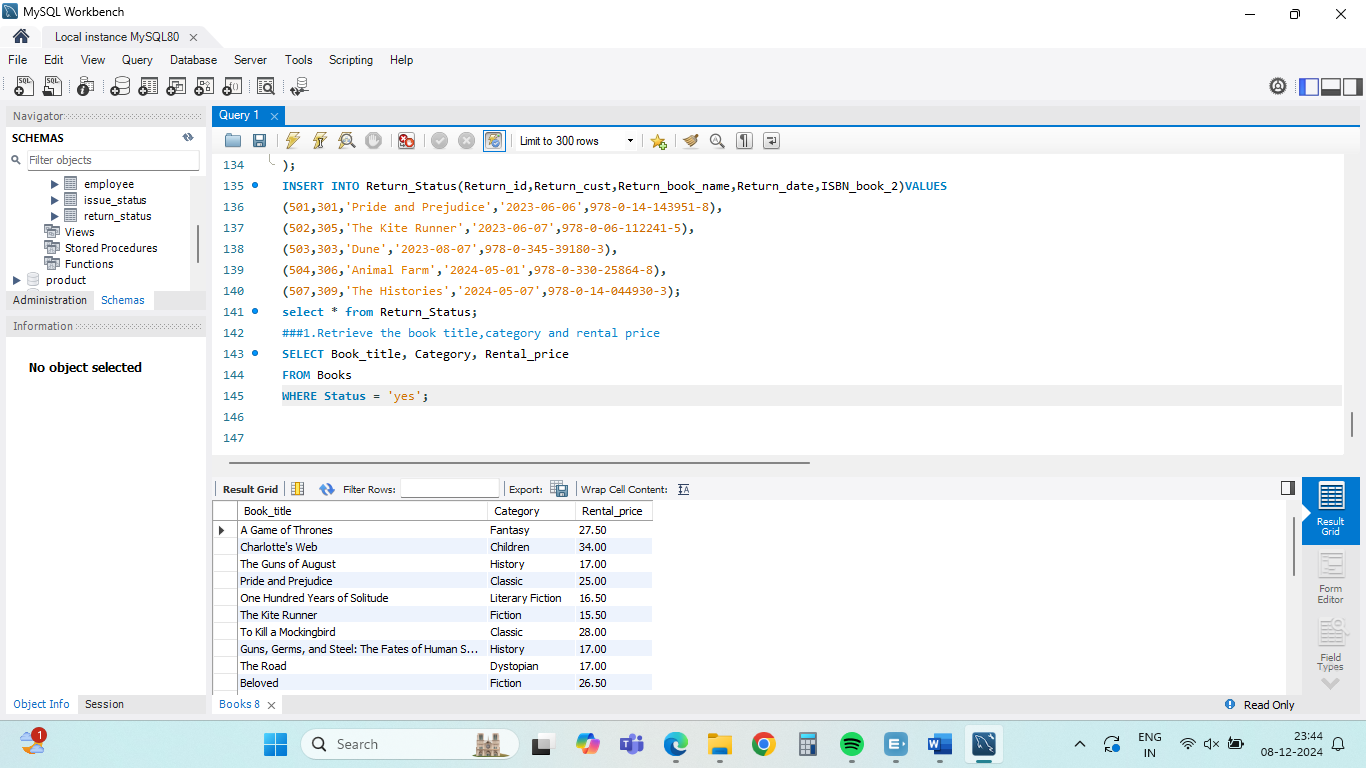 MySQL Workbench
Local instance MySQL80
File Edit View Query Database Server Tools Scripting Help
Navigator
SCHEMAS
Filter objects
employee
issue_status
return_status
Views
Stored Procedures
Functions
product
Administration Schemas
Information
No object selected
Object Info Session
Query 1
Limit to 300 rows
134 );
135 INSERT INTO Return_Status(Return_id,Return_cust,Return_book_name,Return_date,ISBN_book_2)VALUES
136 (501,301,'Pride and Prejudice','2023-06-06',978-0-14-143951-8),
137 (502,305,'The Kite Runner','2023-06-07',978-0-06-112241-5),
138 (503,303,'Dune','2023-08-07',978-0-345-39180-3),
139 (504,306,'Animal Farm','2024-05-01',978-0-330-25864-8),
140 (507,309,'The Histories','2024-05-07',978-0-14-044930-3);
141 select * from Return_Status;
142 ###1.Retrieve the book title,category and rental price
143 SELECT Book_title, Category, Rental_price
144 FROM Books
145 WHERE Status = 'yes';
146
147
Result Grid Filter Rows: Export: Wrap Cell Content:
Book_title Category Rental_price
A Game of Thrones Fantasy 27.50
Charlotte's Web Children 34.00
The Guns of August History 17.00
Pride and Prejudice Classic 25.00
One Hundred Years of Solitude Literary Fiction 16.50
The Kite Runner Fiction 15.50
To Kill a Mockingbird Classic 28.00
Guns, Germs, and Steel: The Fates of Human S... History 17.00
The Road Dystopian 17.00
Beloved Fiction 26.50
Result
Grid
Form
Editor
Field
Types
Books 8
Read Only
1
Search
ENG
IN
23:44
08-12-2024